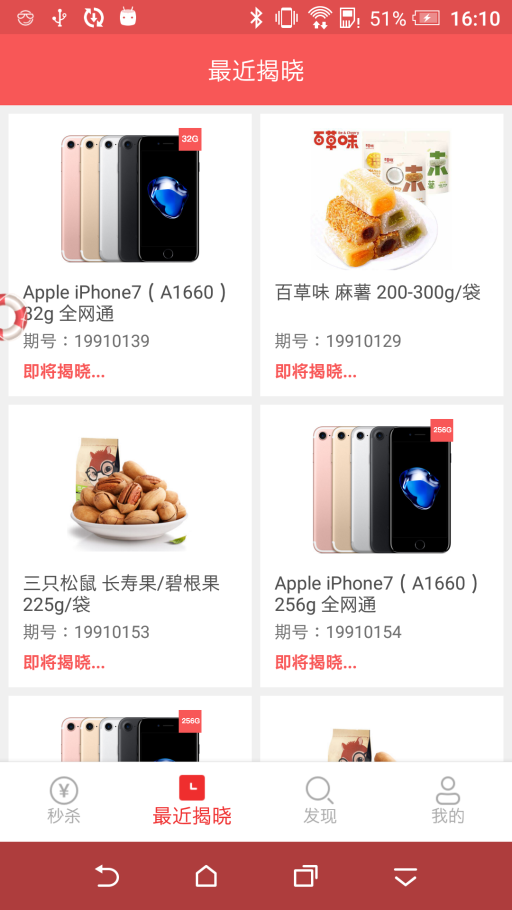 51% 16:10
最近揭晓
32G
Apple iPhone7（A1660）
32g 全网通
期号：19910139
即将揭晓...
百草味
百草味 麻薯 200-300g/袋
期号：19910129
即将揭晓...
三只松鼠 长寿果/碧根果
225g/袋
期号：19910153
即将揭晓...
256G
Apple iPhone7（A1660）
256g 全网通
期号：19910154
即将揭晓...
256G
秒杀
最近揭晓
发现
我的